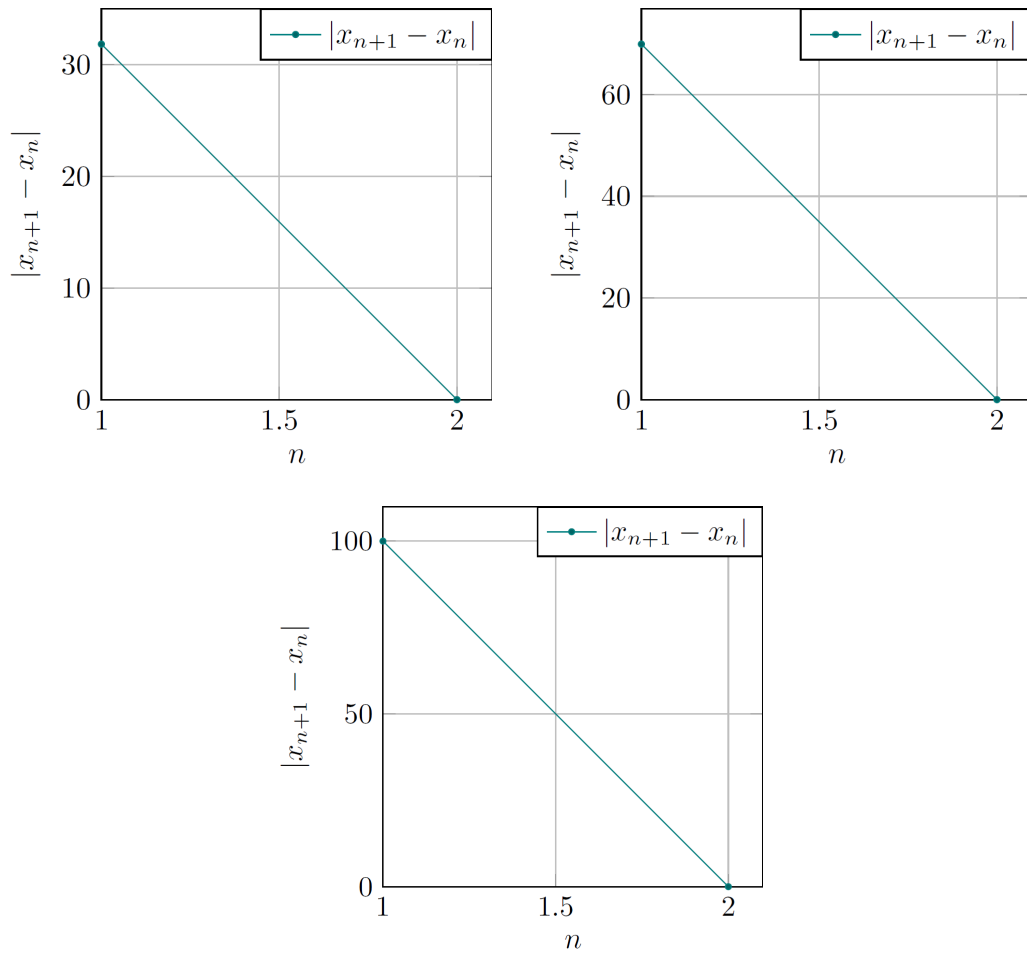 |x_{n+1} − x_n|
30
20
10
0
1
1.5
2
n
|x_{n+1} − x_n|
|x_{n+1} − x_n|
60
40
20
0
1
1.5
2
n
|x_{n+1} − x_n|
|x_{n+1} − x_n|
100
50
0
1
1.5
2
n
|x_{n+1} − x_n|